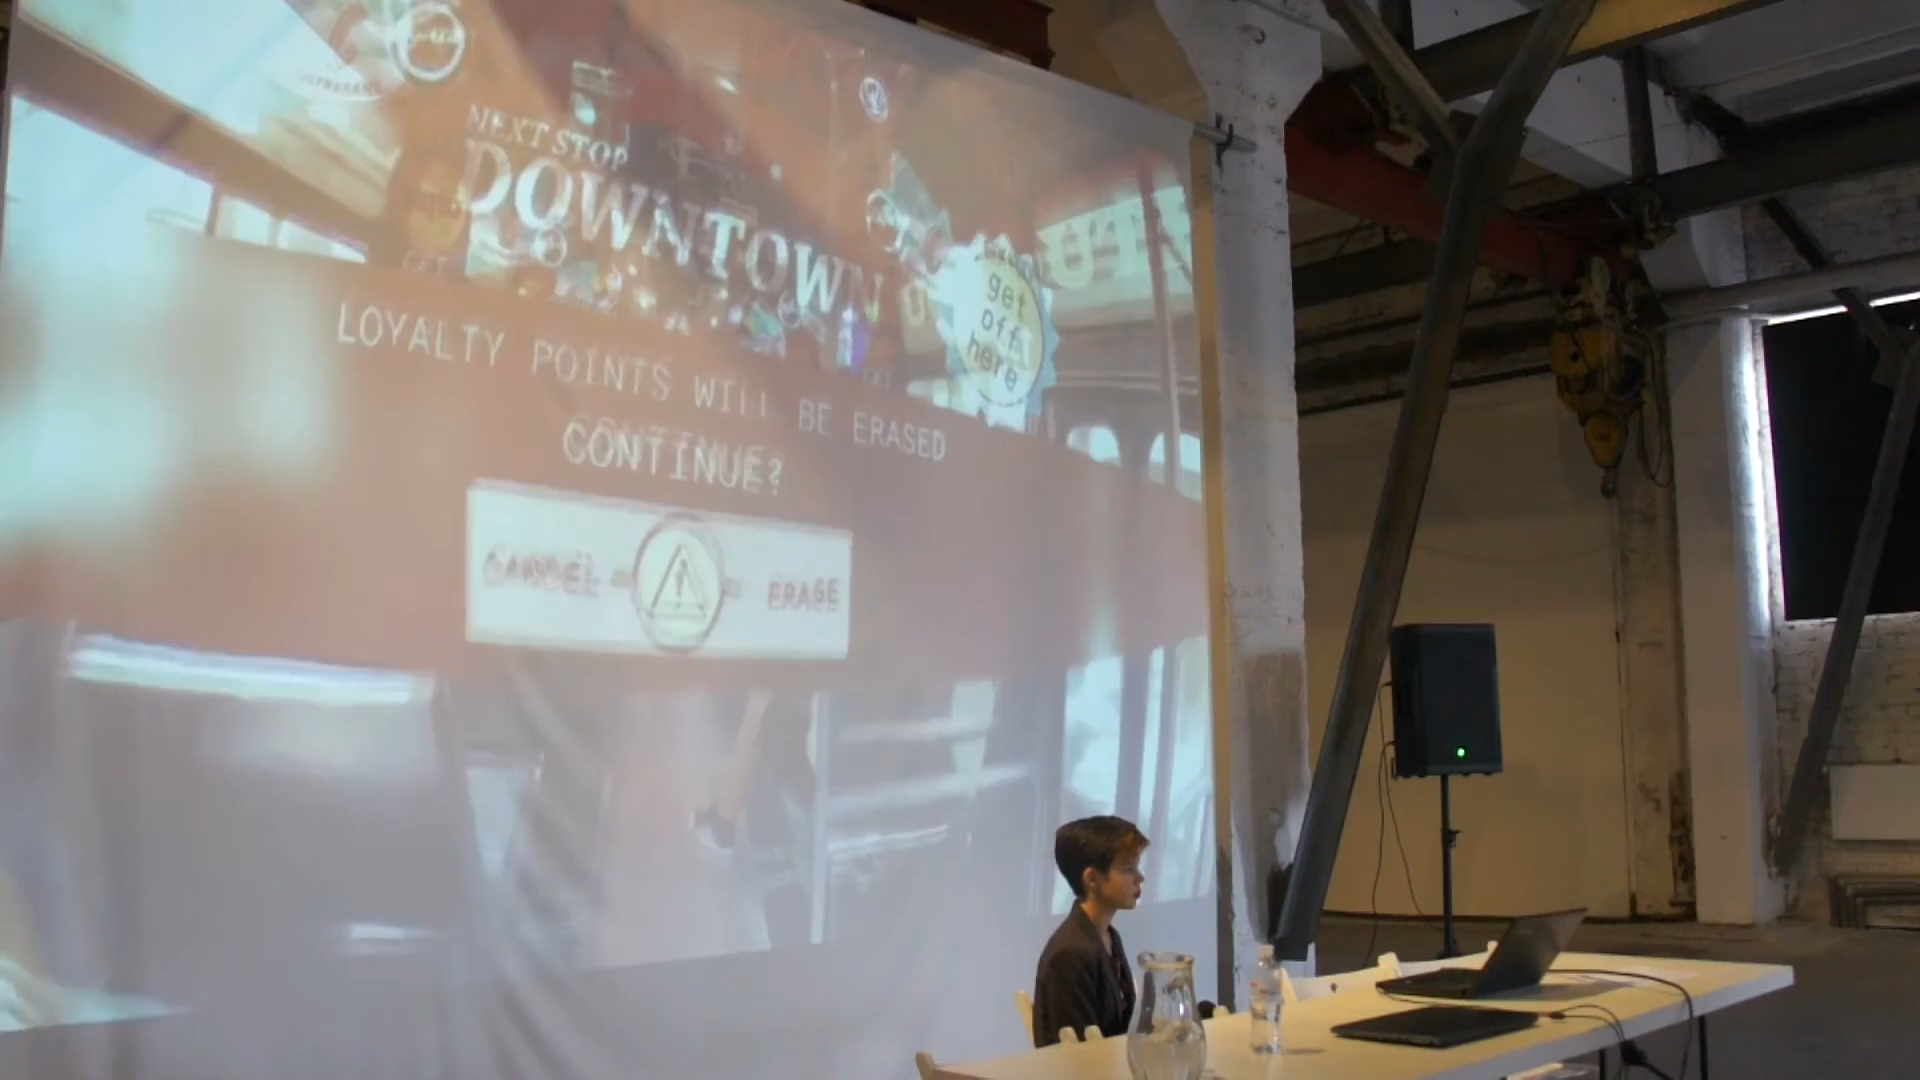 NEXT STOP
DOWNTOWN
get
off
here
LOYALTY POINTS WILL BE ERASED
CONTINUE?
CANCEL
ERASE